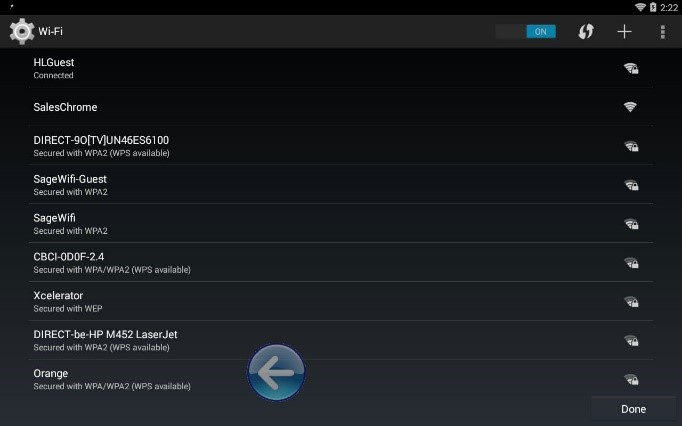 2:22
Wi-Fi
ON
HLGuest
Connected
SalesChrome
DIRECT-9O[TV]UN46ES6100
Secured with WPA2 (WPS available)
SageWifi-Guest
Secured with WPA2
SageWifi
Secured with WPA2
CBCI-0D0F-2.4
Secured with WPA/WPA2 (WPS available)
Xcelerator
Secured with WEP
DIRECT-be-HP M452 LaserJet
Secured with WPA2 (WPS available)
Orange
Secured with WPA/WPA2 (WPS available)
Done